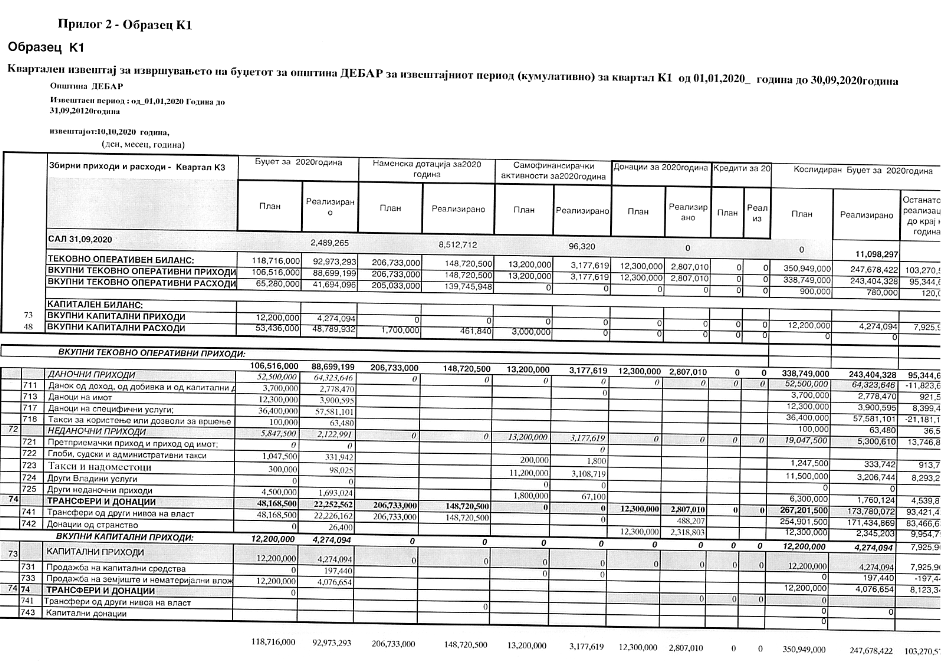 Прилог 2 - Образец К1
Образец К1
Квартален извештај за извршувањето на буџетот за општина ДЕБАР за извештајниот период (кумулативно) за квартал К1 од 01,01,2020_ година до 30,09,2020година
Општина ДЕБАР
Извештаен период : од_01,01,2020 Година до
31,09,20120година
извештајот:10,10,2020 година,
(ден, месец, година)
Збирни приходи и расходи - Квартал К3 Буџет за 2020година Наменска дотација за2020 година Самофинансирачки активности за2020година Донации за 2020година Кредити за 20 Кослидиран Буџет за 2020година
План Реализирано План Реализирано План Реализирано План Реализирано План Реализ План Реализирано Останато реализац до крај н година
САЛ 31,09,2020 2,489,265 8,512,712 96,320 0 0 11,098,297
ТЕКОВНО ОПЕРАТИВЕН БИЛАНС: 118,716,000 92,973,293 206,733,000 148,720,500 13,200,000 3,177,619 12,300,000 2,807,010 0 0 350,949,000 247,678,422 103,270,5
ВКУПНИ ТЕКОВНО ОПЕРАТИВНИ ПРИХОДИ 106,516,000 88,699,199 206,733,000 148,720,500 13,200,000 3,177,619 12,300,000 2,807,010 0 0 338,749,000 243,404,328 95,344,6
ВКУПНИ ТЕКОВНО ОПЕРАТИВНИ РАСХОДИ 65,280,000 41,694,095 205,033,000 139,745,948 0 0 0 0 0 0 900,000 780,000 120,0
КАПИТАЛЕН БИЛАНС:
73 ВКУПНИ КАПИТАЛНИ ПРИХОДИ 12,200,000 4,274,094 0 0 0 0 0 0 0 0 12,200,000 4,274,094 7,925,9
48 ВКУПНИ КАПИТАЛНИ РАСХОДИ 53,436,000 48,789,932 1,700,000 461,840 3,000,000 0 0 0 0 0
ВКУПНИ ТЕКОВНО ОПЕРАТИВНИ ПРИХОДИ:
106,516,000 88,699,199 206,733,000 148,720,500 13,200,000 3,177,619 12,300,000 2,807,010 0 0 338,749,000 243,404,328 95,344,6
ДАНОЧНИ ПРИХОДИ 52,500,000 64,323,646 0 0 0 0 0 0 0 0 52,500,000 64,323,646 -11,823,6
711 Данок од доход, од добивка и од капитални д 3,700,000 2,778,470 0 3,700,000 2,778,470 921,5
713 Даноци на имот 12,300,000 3,900,595 12,300,000 3,900,595 8,399,4
717 Даноци на специфични услуги; 36,400,000 57,581,101 36,400,000 57,581,101 -21,181,1
718 Такси за користење или дозволи за вршење 100,000 63,480 100,000 63,480 36,5
72 НЕДАНОЧНИ ПРИХОДИ 5,847,500 2,122,991 0 0 13,200,000 3,177,619 0 0 0 0 19,047,500 5,300,610 13,746,8
721 Претприемачки приход и приход од имот; 0 0 0
722 Глоби, судски и административни такси 1,047,500 331,942 200,000 1,800 1,247,500 333,742 913,7
723 Такси и надоместоци 300,000 98,025 11,200,000 3,108,719 11,500,000 3,206,744 8,293,2
724 Други Владини услуги 0 0 0
725 Други неданочни приходи 4,500,000 1,693,024 1,800,000 67,100 6,300,000 1,760,124 4,539,8
74 ТРАНСФЕРИ И ДОНАЦИИ 48,168,500 22,252,562 206,733,000 148,720,500 0 0 12,300,000 2,807,010 0 0 267,201,500 173,780,072 93,421,4
741 Трансфери од други нивоа на власт 48,168,500 22,226,162 206,733,000 148,720,500 0 488,207 254,901,500 171,434,869 83,466,6
742 Донации од странство 0 26,400 12,300,000 2,318,803 12,300,000 2,345,203 9,954,7
ВКУПНИ КАПИТАЛНИ ПРИХОДИ: 12,200,000 4,274,094 0 0 0 0 0 0 0 0 12,200,000 4,274,094 7,925,9
73 КАПИТАЛНИ ПРИХОДИ 12,200,000 4,274,094 0 0 0 0 0 0 0 0 12,200,000 4,274,094 7,925,9
731 Продажба на капитални средства 0 197,440 0 0 197,440 -197,4
733 Продажба на земјиште и нематеријални влож 12,200,000 4,076,654 12,200,000 4,076,654 8,123,3
74 74 ТРАНСФЕРИ И ДОНАЦИИ 0 0 0 0 0
741 Трансфери од други нивоа на власт
743 Капитални донации 0 0 0 0
118,716,000 92,973,293 206,733,000 148,720,500 13,200,000 3,177,619 12,300,000 2,807,010 0 0 350,949,000 247,678,422 103,270,5